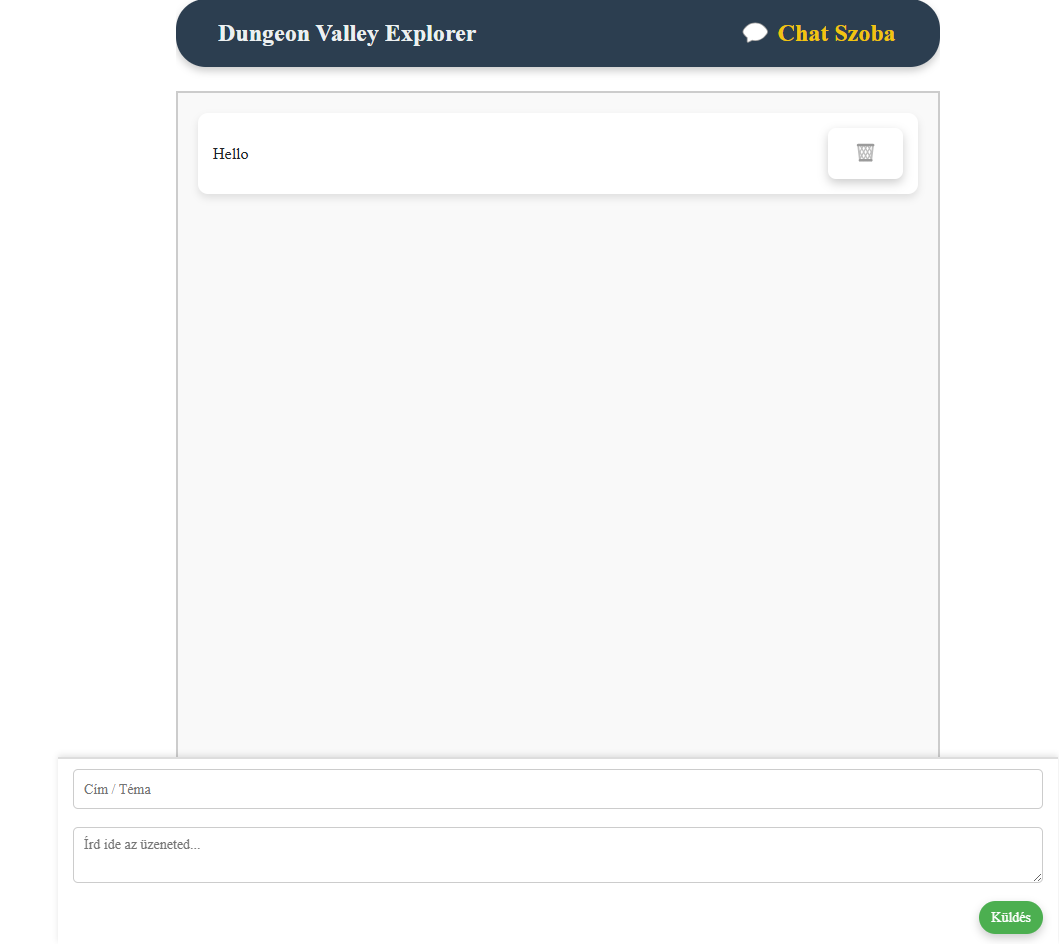 Dungeon Valley Explorer
Chat Szoba
Hello
Cím / Téma
Írd ide az üzeneted...
Küldés